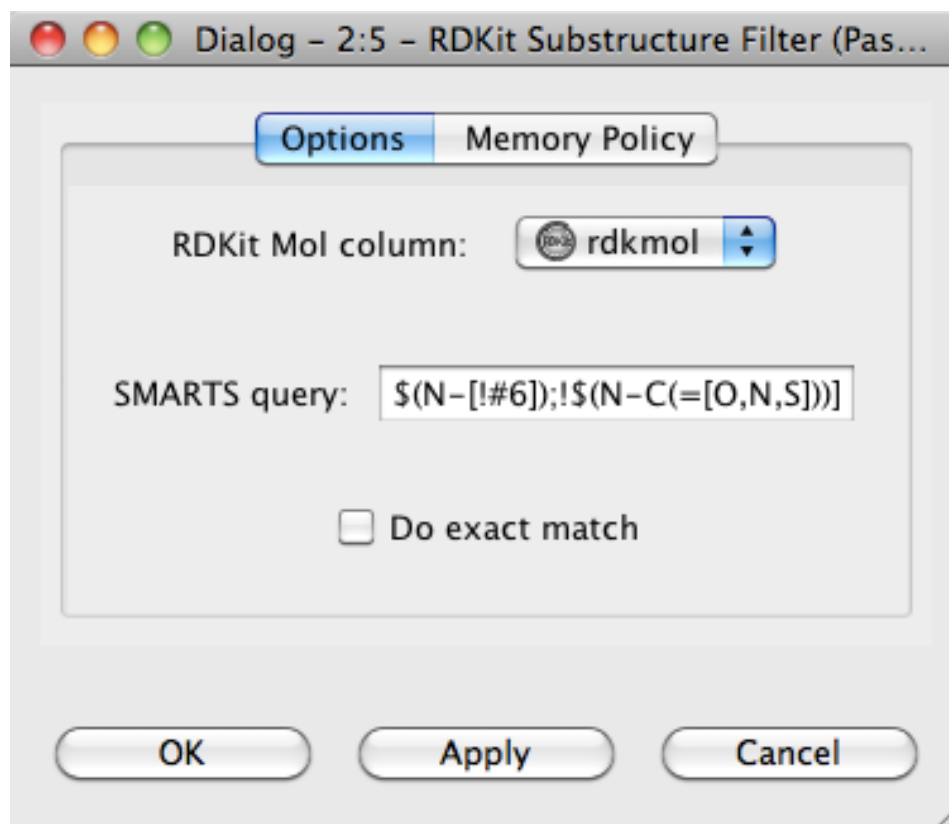 Dialog – 2:5 – RDKit Substructure Filter (Pas...
Options Memory Policy
RDKit Mol column: rdkmol
SMARTS query: $(N–[!#6]);!$(N–C(=[O,N,S]))]
Do exact match
OK Apply Cancel